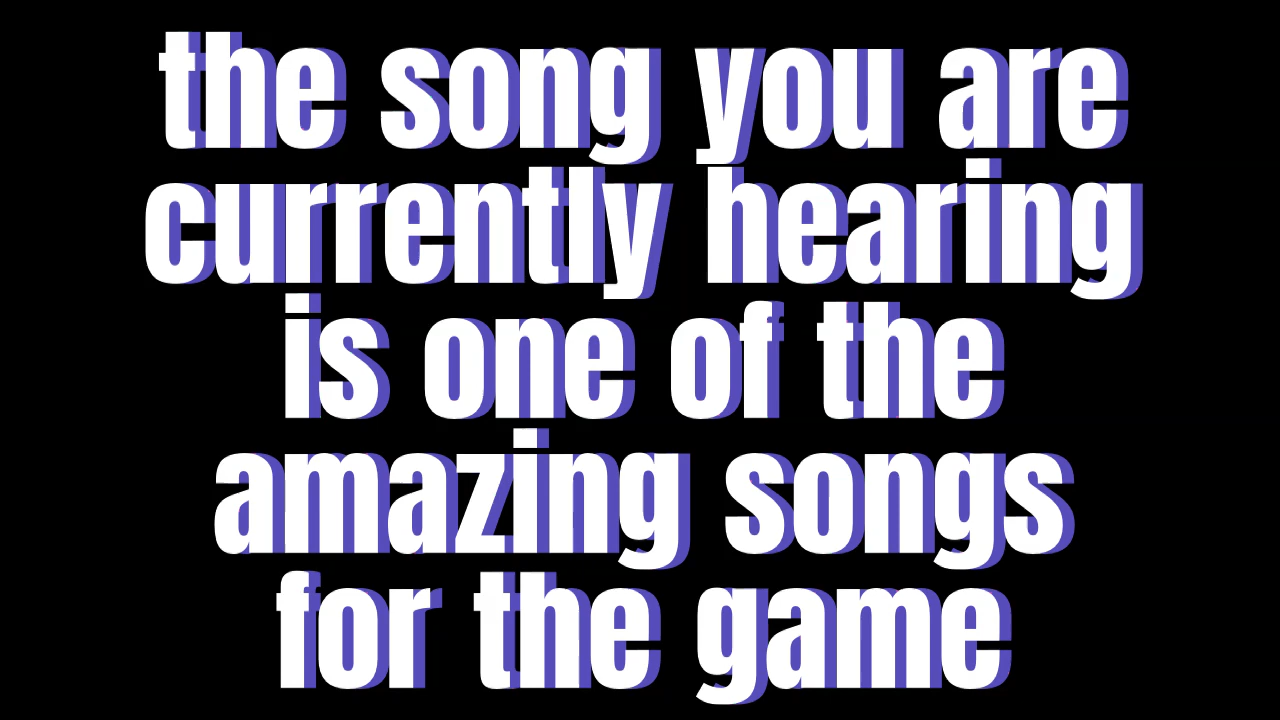 the song you are
currently hearing
is one of the
amazing songs
for the game